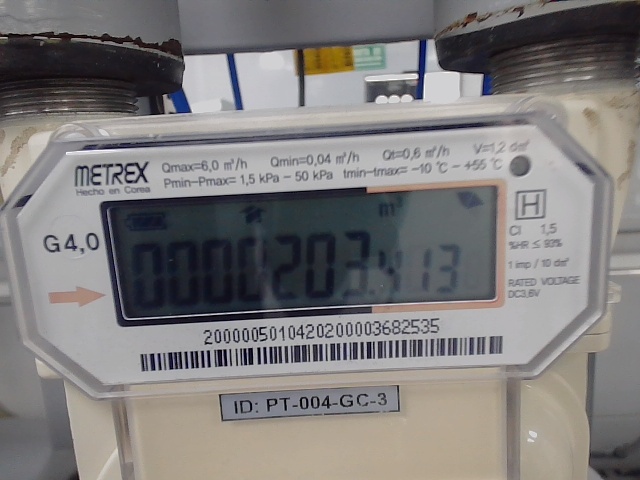 METREX
Hecho en Corea
Qmax=6,0 m³/h Qmin=0,04 m³/h Qt=0,6 m³/h V=1,2 dm³
Pmin-Pmax= 1,5 kPa - 50 kPa tmin-tmax= -10 °C - +55 °C
G4,0
m³
0000203.413
H
Cl 1,5
%HR ≤ 93%
1 imp / 10 dm³
RATED VOLTAGE
DC3,6V
2000005010420200003682535
ID: PT-004-GC-3